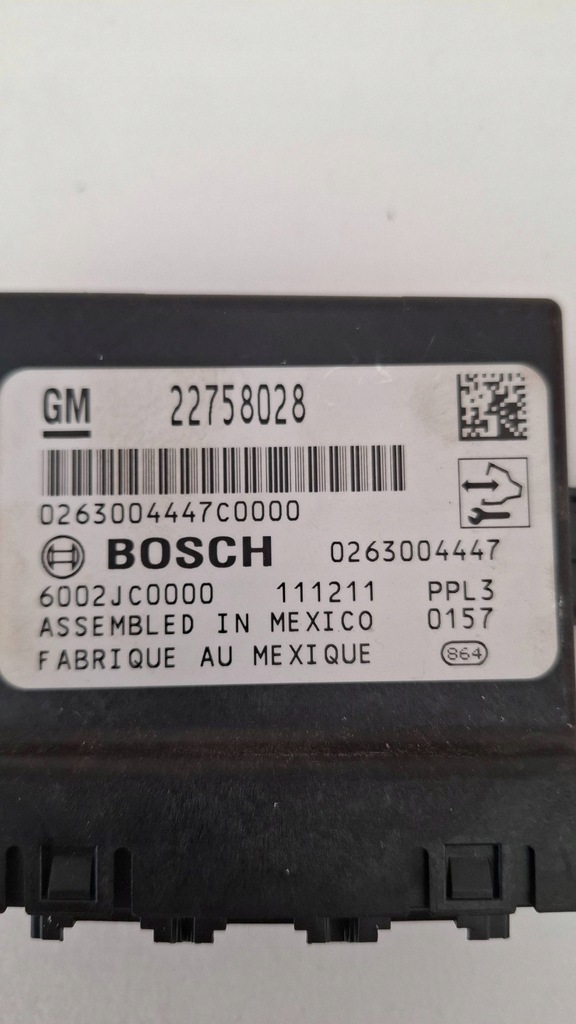 GM 22758028
0263004447C0000
BOSCH 0263004447
6002JC0000 111211 PPL3
ASSEMBLED IN MEXICO 0157
FABRIQUE AU MEXIQUE 864